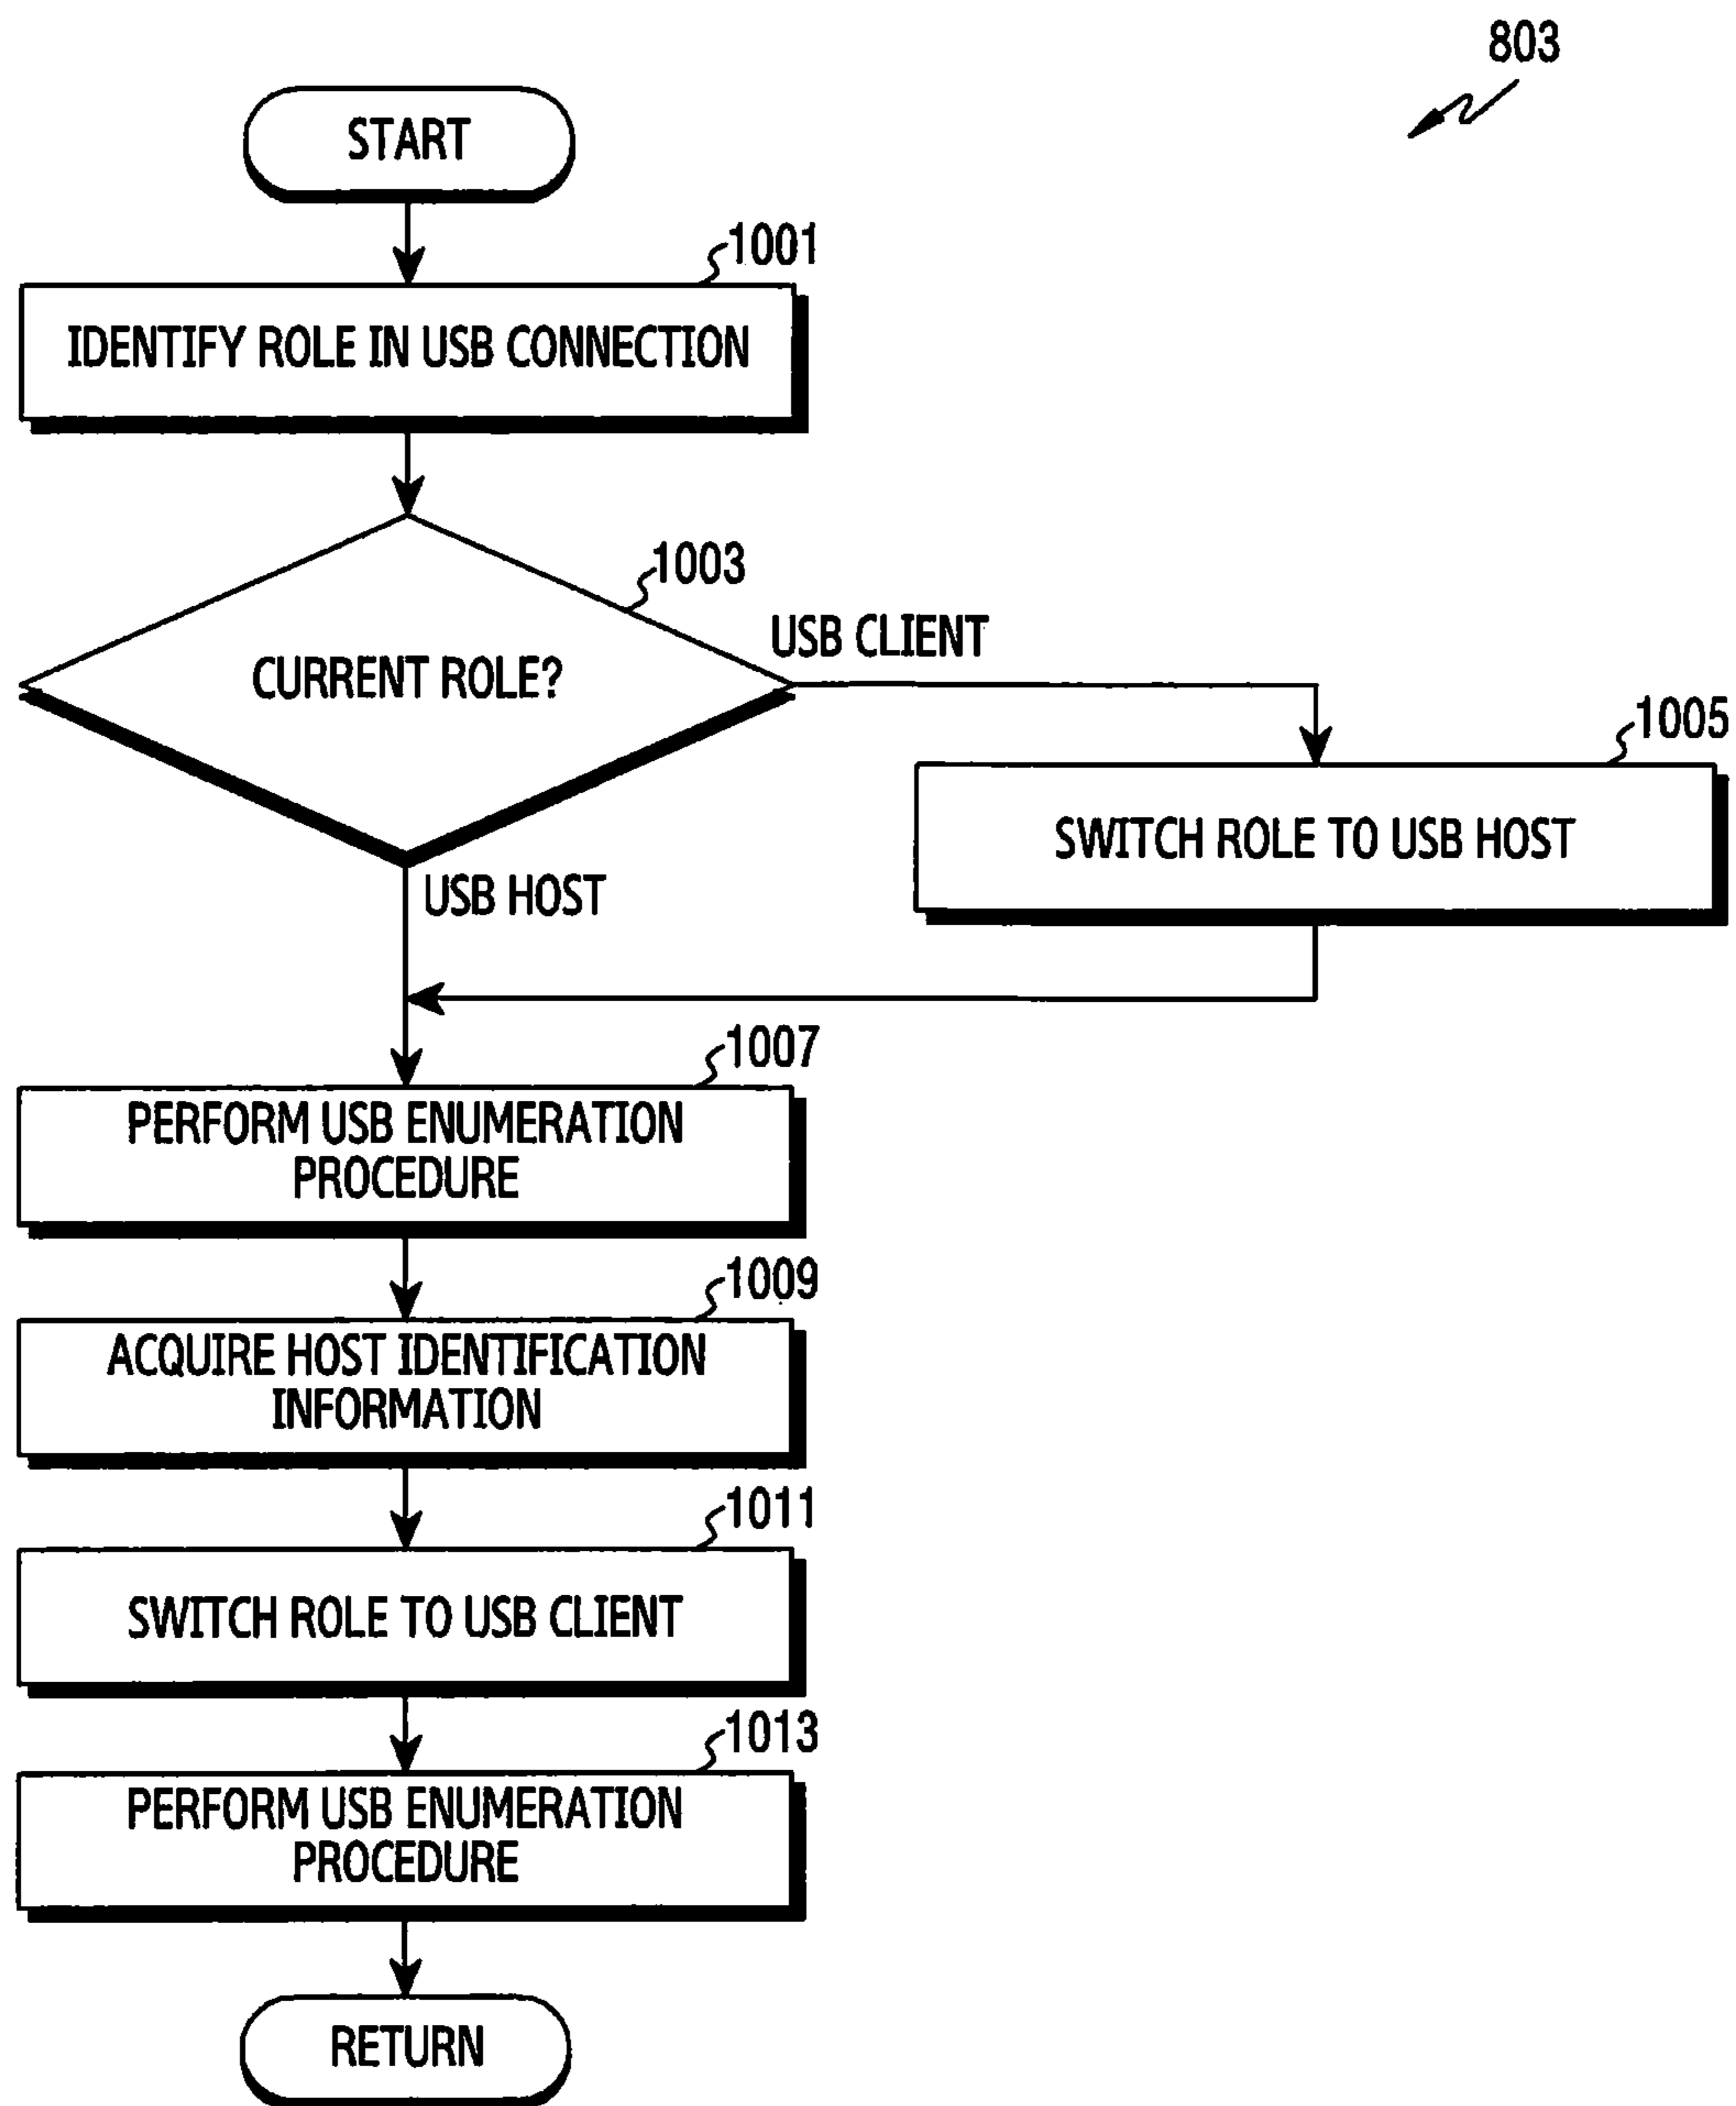 803
START
1001
IDENTIFY ROLE IN USB CONNECTION
1003
CURRENT ROLE?
USB CLIENT
1005
SWITCH ROLE TO USB HOST
USB HOST
1007
PERFORM USB ENUMERATION
PROCEDURE
1009
ACQUIRE HOST IDENTIFICATION
INFORMATION
1011
SWITCH ROLE TO USB CLIENT
1013
PERFORM USB ENUMERATION
PROCEDURE
RETURN